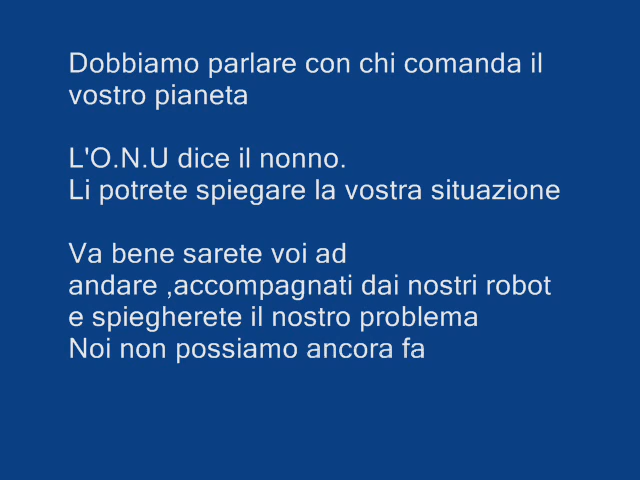 Dobbiamo parlare con chi comanda il
vostro pianeta
L'O.N.U dice il nonno.
Li potrete spiegare la vostra situazione
Va bene sarete voi ad
andare ,accompagnati dai nostri robot
e spiegherete il nostro problema
Noi non possiamo ancora fa